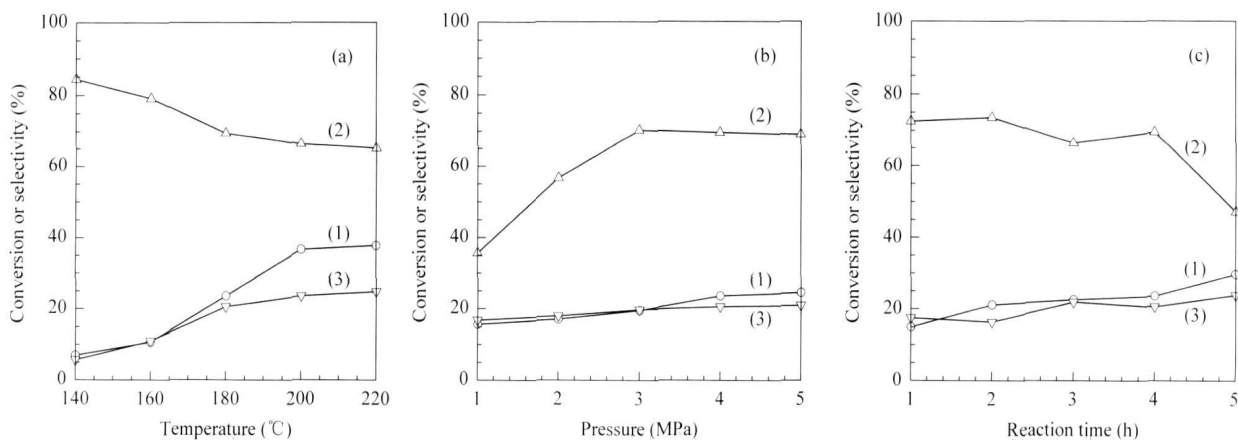 100
80
60
40
20
0
Conversion or selectivity (%)
(a)
(2)
(1)
(3)
140 160 180 200 220
Temperature (℃)
100
80
60
40
20
0
Conversion or selectivity (%)
(b)
(2)
(1)
(3)
1 2 3 4 5
Pressure (MPa)
100
80
60
40
20
0
Conversion or selectivity (%)
(c)
(2)
(1)
(3)
1 2 3 4 5
Reaction time (h)